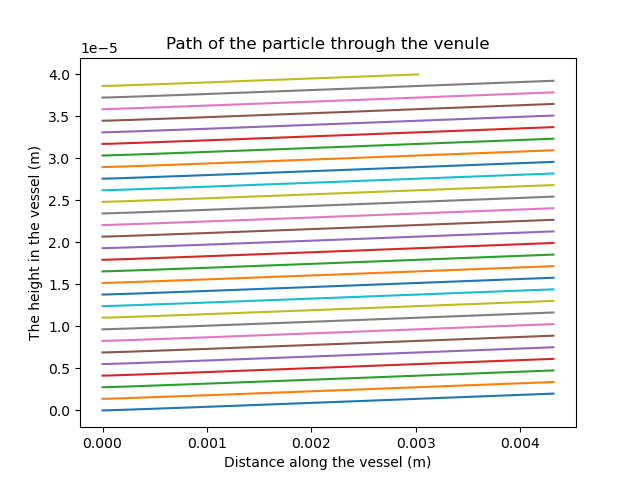 Path of the particle through the venule
1e−5
4.0
3.5
3.0
2.5
2.0
1.5
1.0
0.5
0.0
The height in the vessel (m)
0.000 0.001 0.002 0.003 0.004
Distance along the vessel (m)